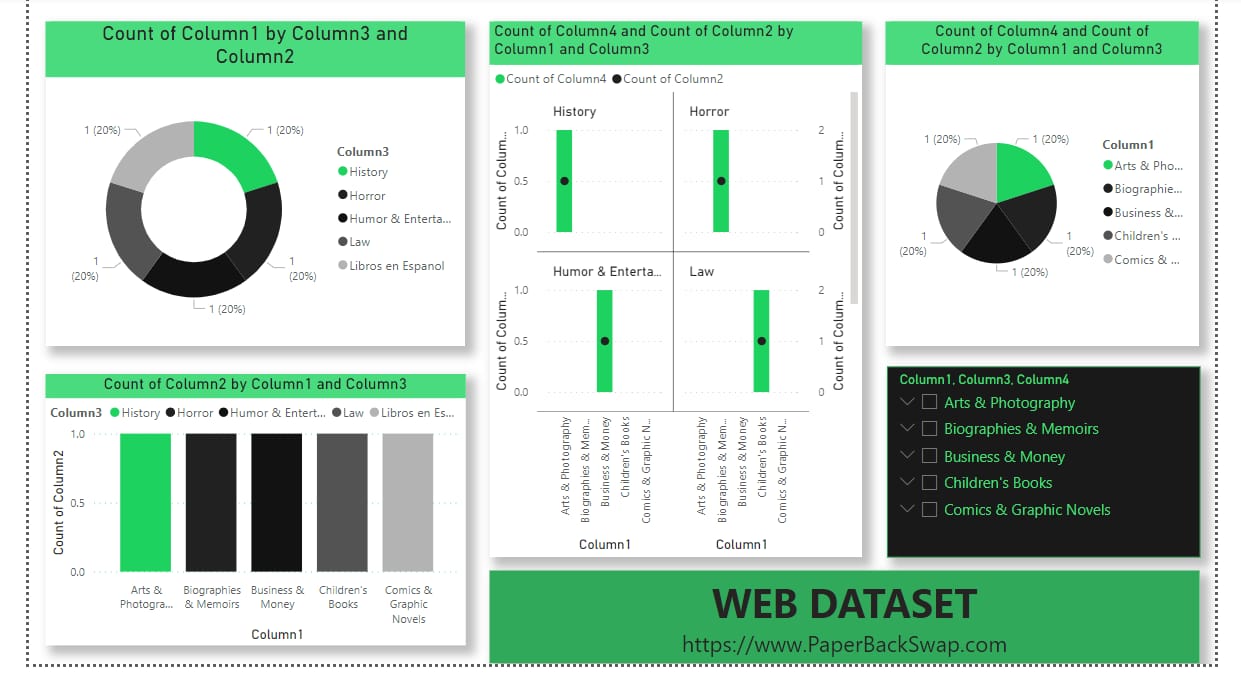 Count of Column1 by Column3 and
Column2
1 (20%)
1 (20%)
1
(20%)
1
(20%)
1 (20%)
Column3
History
Horror
Humor & Enterta...
Law
Libros en Espanol
Count of Column4 and Count of Column2 by
Column1 and Column3
Count of Column4 Count of Column2
History
Horror
1.0
0.5
0.0
Count of Colum...
2
1
0
Count of Colum...
Humor & Enterta...
Law
1.0
0.5
0.0
Count of Colum...
2
1
0
Count of Colum...
Arts & Photography
Biographies & Mem...
Business & Money
Children's Books
Comics & Graphic N...
Arts & Photography
Biographies & Mem...
Business & Money
Children's Books
Comics & Graphic N...
Column1
Column1
Count of Column4 and Count of
Column2 by Column1 and Column3
1 (20%)
1 (20%)
1
(20%)
1
(20%)
1 (20%)
Column1
Arts & Pho...
Biographie...
Business &...
Children's ...
Comics & ...
Count of Column2 by Column1 and Column3
Column3 History Horror Humor & Entert... Law Libros en Es...
1.0
0.5
0.0
Count of Column2
Arts &
Photogra...
Biographies
& Memoirs
Business &
Money
Children's
Books
Comics &
Graphic
Novels
Column1
Column1, Column3, Column4
Arts & Photography
Biographies & Memoirs
Business & Money
Children's Books
Comics & Graphic Novels
WEB DATASET
https://www.PaperBackSwap.com